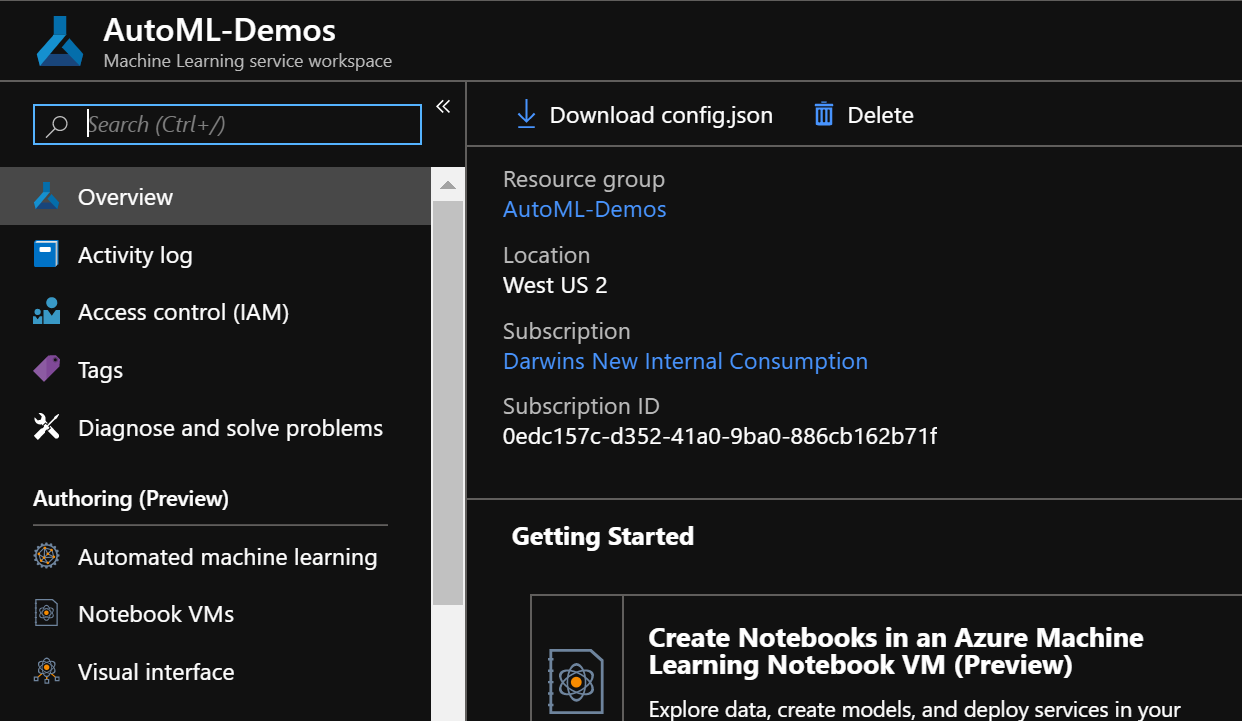 AutoML-Demos
Machine Learning service workspace
Search (Ctrl+/)
Overview
Activity log
Access control (IAM)
Tags
Diagnose and solve problems
Authoring (Preview)
Automated machine learning
Notebook VMs
Visual interface
Download config.json
Delete
Resource group
AutoML-Demos
Location
West US 2
Subscription
Darwins New Internal Consumption
Subscription ID
0edc157c-d352-41a0-9ba0-886cb162b71f
Getting Started
Create Notebooks in an Azure Machine
Learning Notebook VM (Preview)
Explore data, create models, and deploy services in your